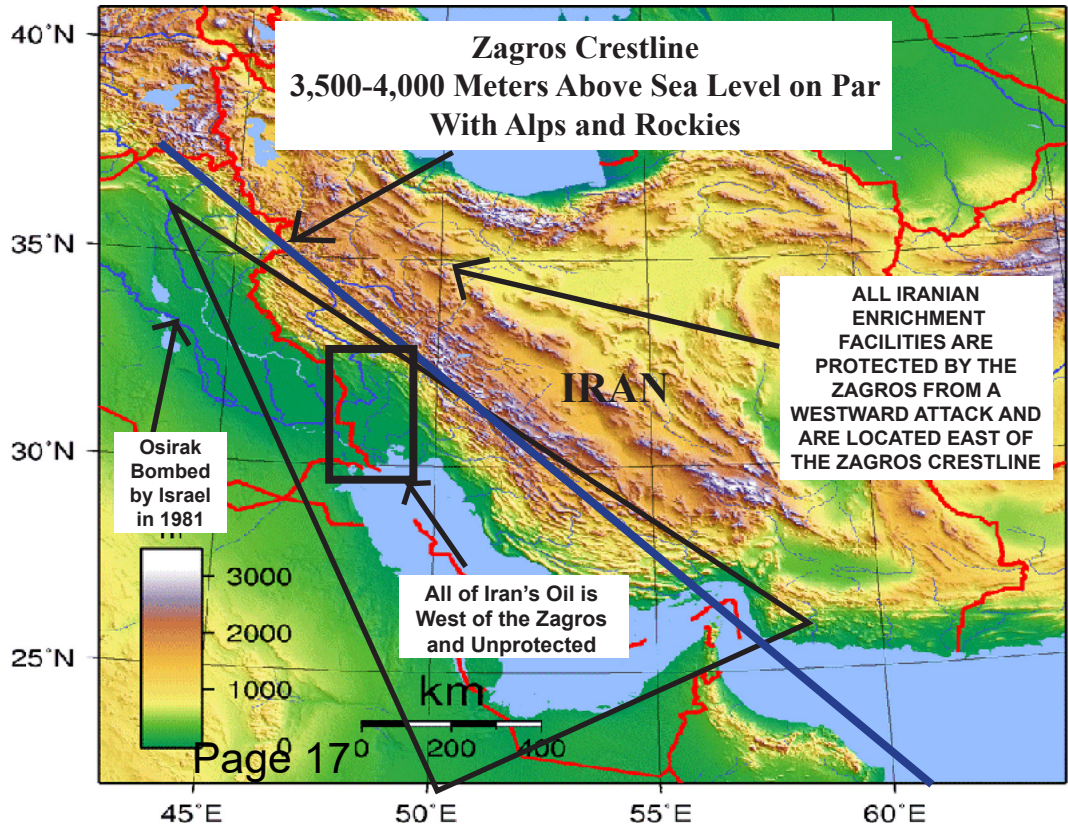 40°N
Zagros Crestline
3,500-4,000 Meters Above Sea Level on Par
With Alps and Rockies
35°N
ALL IRANIAN
ENRICHMENT
FACILITIES ARE
PROTECTED BY THE
ZAGROS FROM A
WESTWARD ATTACK AND
ARE LOCATED EAST OF
THE ZAGROS CRESTLINE
IRAN
30°N
Osirak
Bombed
by Israel
in 1981
m
3000
2000
1000
0
All of Iran's Oil is
West of the Zagros
and Unprotected
25°N
km
0 200 400
Page 17
45°E 50°E 55°E 60°E